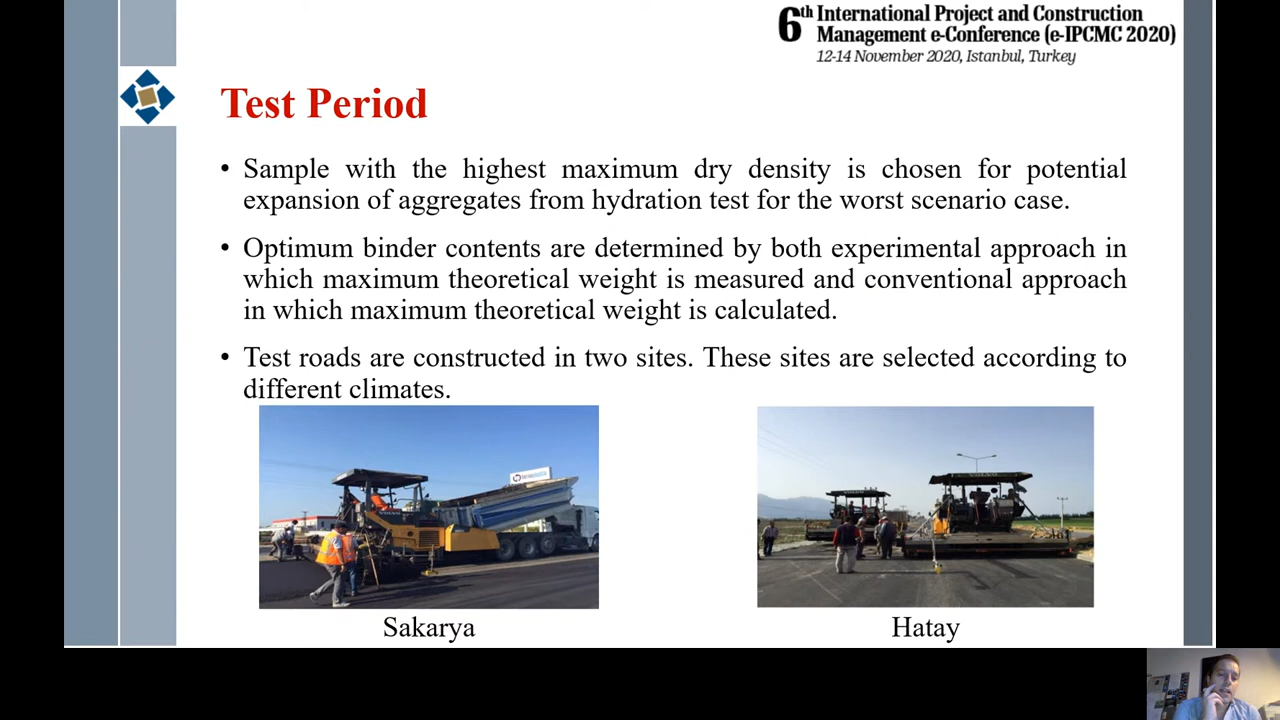 6th International Project and Construction
Management e-Conference (e-IPCMC 2020)
12-14 November 2020, Istanbul, Turkey
Test Period
• Sample with the highest maximum dry density is chosen for potential
expansion of aggregates from hydration test for the worst scenario case.
• Optimum binder contents are determined by both experimental approach in
which maximum theoretical weight is measured and conventional approach
in which maximum theoretical weight is calculated.
• Test roads are constructed in two sites. These sites are selected according to
different climates.
VOLVO
VOLVO
Sakarya
Hatay